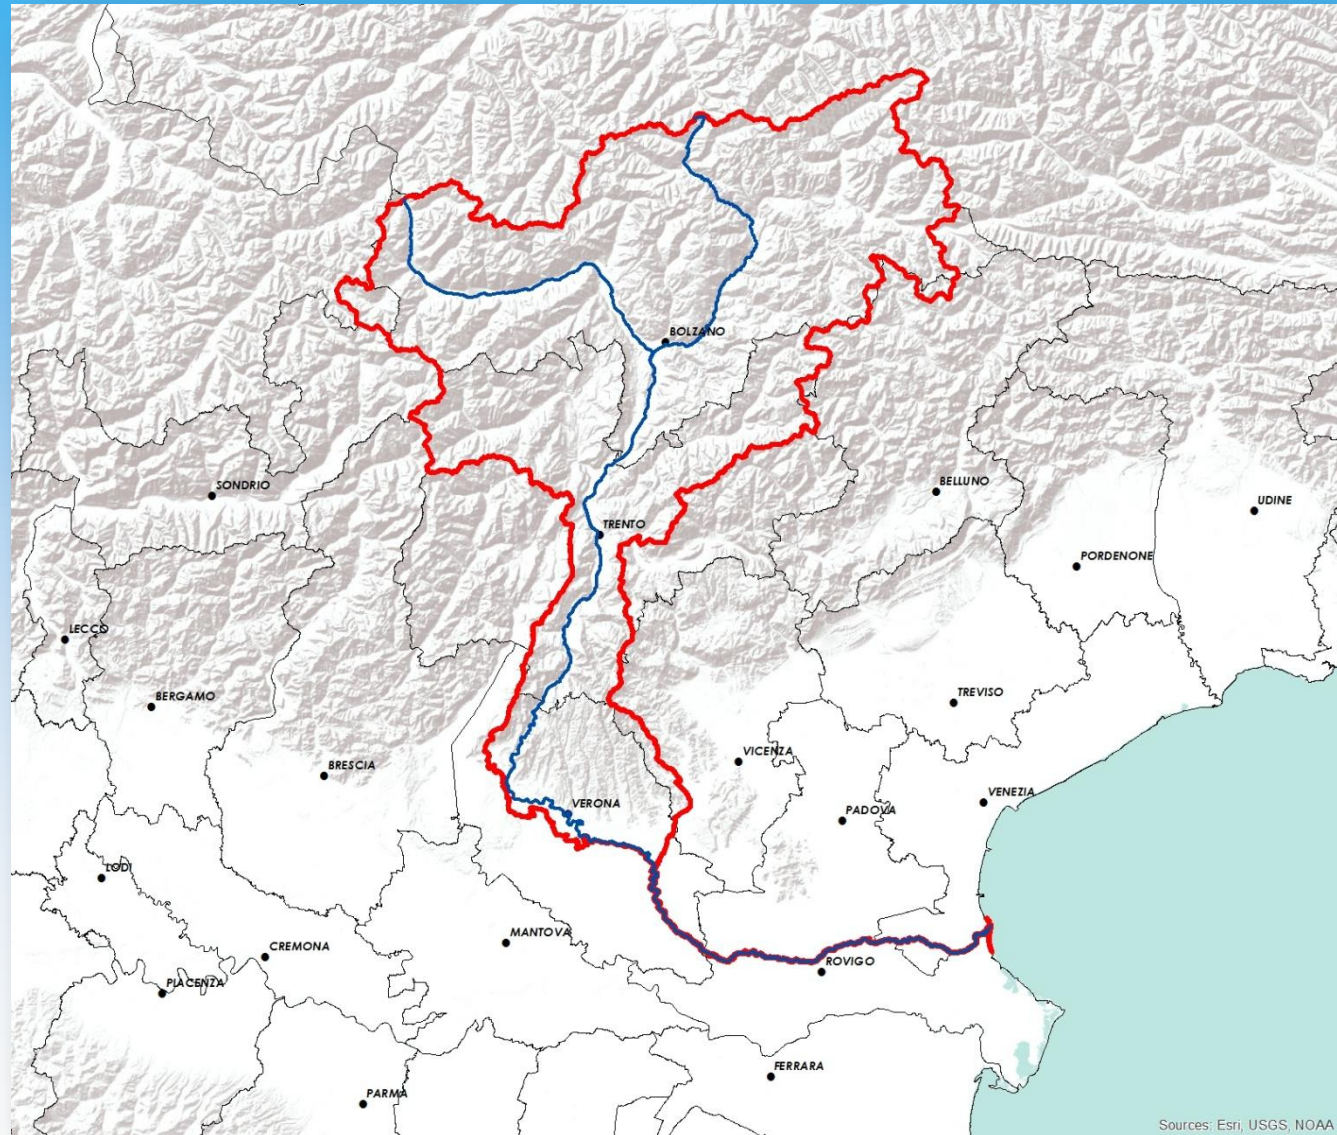 BOLZANO
SONDRIO
BELLUNO
UDINE
TRENTO
PORDENONE
LECCO
BERGAMO
TREVISO
VICENZA
BRESCIA
VENEZIA
VERONA
PADOVA
LODI
MANTOVA
CREMONA
ROVIGO
PIACENZA
FERRARA
PARMA
Sources: Esri, USGS, NOAA